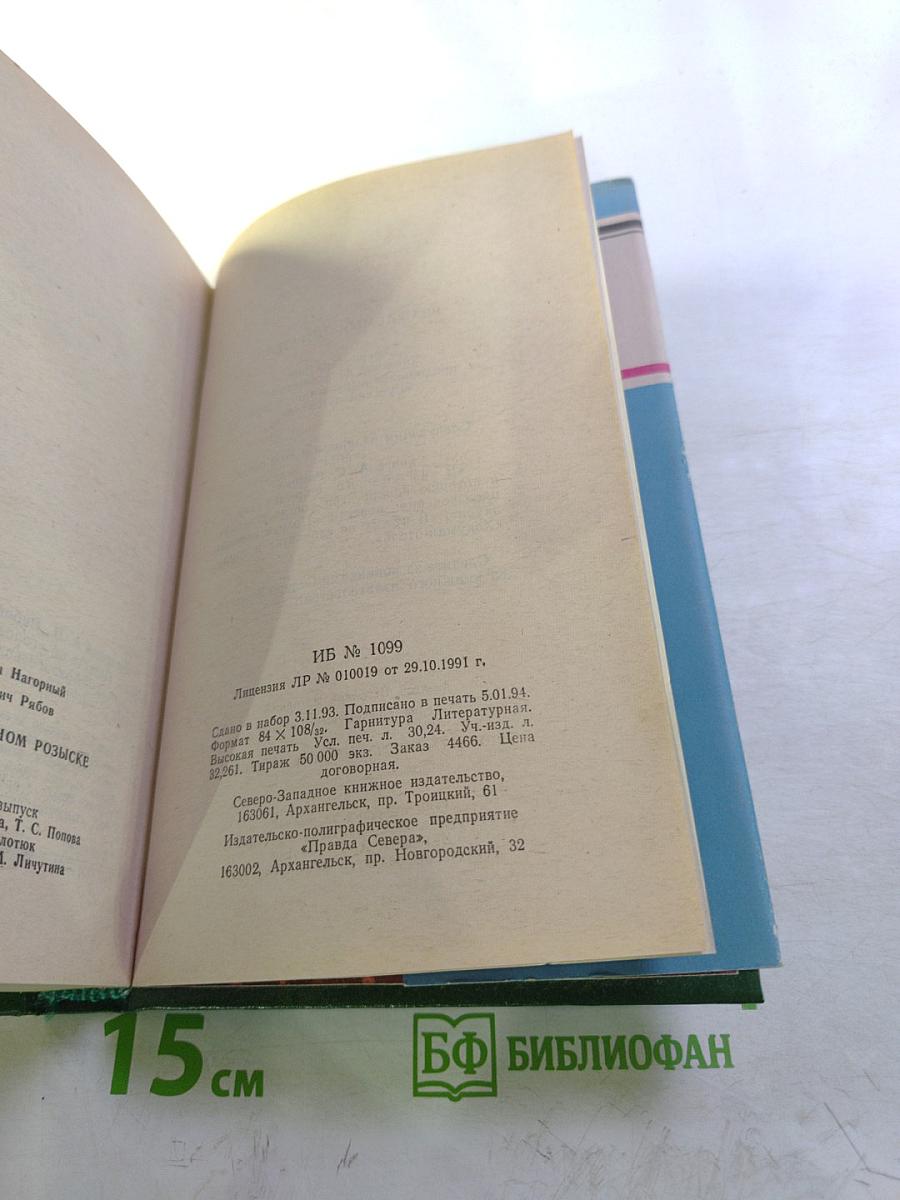 Нагорный
Рябов
РОЗЫСКЕ
выпуск
Т. С. Попова
Личутина
ИБ № 1099
Лицензия ЛР № 010019 от 29.10.1991 г.
Сдано в набор 3.11.93. Подписано в печать 5.01.94.
Формат 84 × 108/32. Гарнитура Литературная.
Высокая печать Усл. печ. л. 30,24. Уч.-изд. л.
32,261. Тираж 50 000 экз. Заказ 4466. Цена
договорная.
Северо-Западное книжное издательство,
163061, Архангельск, пр. Троицкий, 61
Издательско-полиграфическое предприятие
«Правда Севера»,
163002, Архангельск, пр. Новгородский, 32
15 см
БФ БИБЛИОФАН